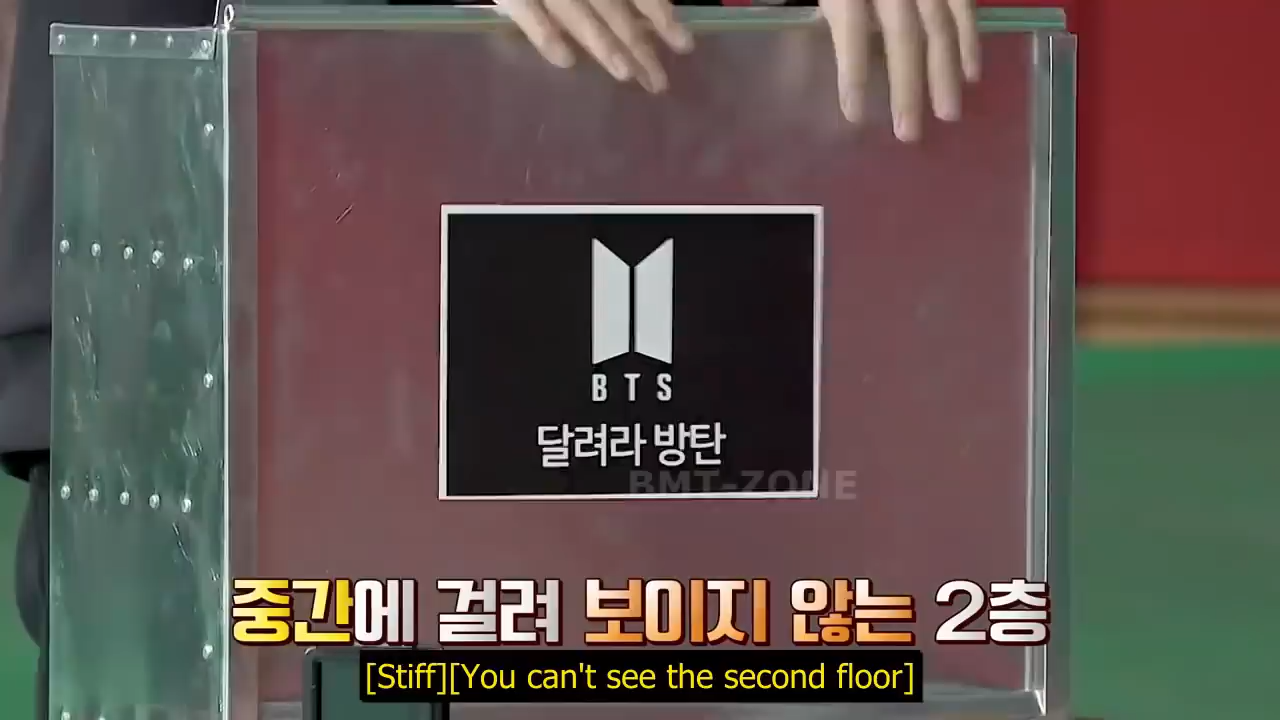 BTS
달려라 방탄
BMT-ZONE
중간에 걸려 보이지 않는 2층
[Stiff][You can't see the second floor]